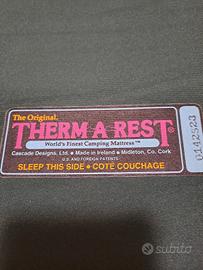 The Original.
THERM A REST®
World's Finest Camping Mattress™
Cascade Designs, Ltd. • Made in Ireland • Midleton, Co. Cork
U.S. AND FOREIGN PATENTS
SLEEP THIS SIDE • COTE COUCHAGE
0142523
subito